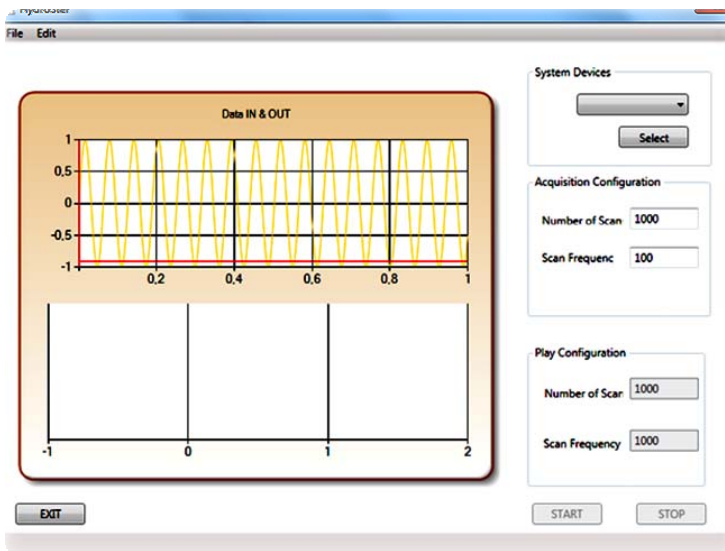 File Edit
System Devices
Select
Data IN & OUT
1
0,5
0
-0,5
-1
0,2 0,4 0,6 0,8 1
-1 0 1 2
Acquisition Configuration
Number of Scan 1000
Scan Frequenc 100
Play Configuration
Number of Scan 1000
Scan Frequency 1000
EXIT
START STOP